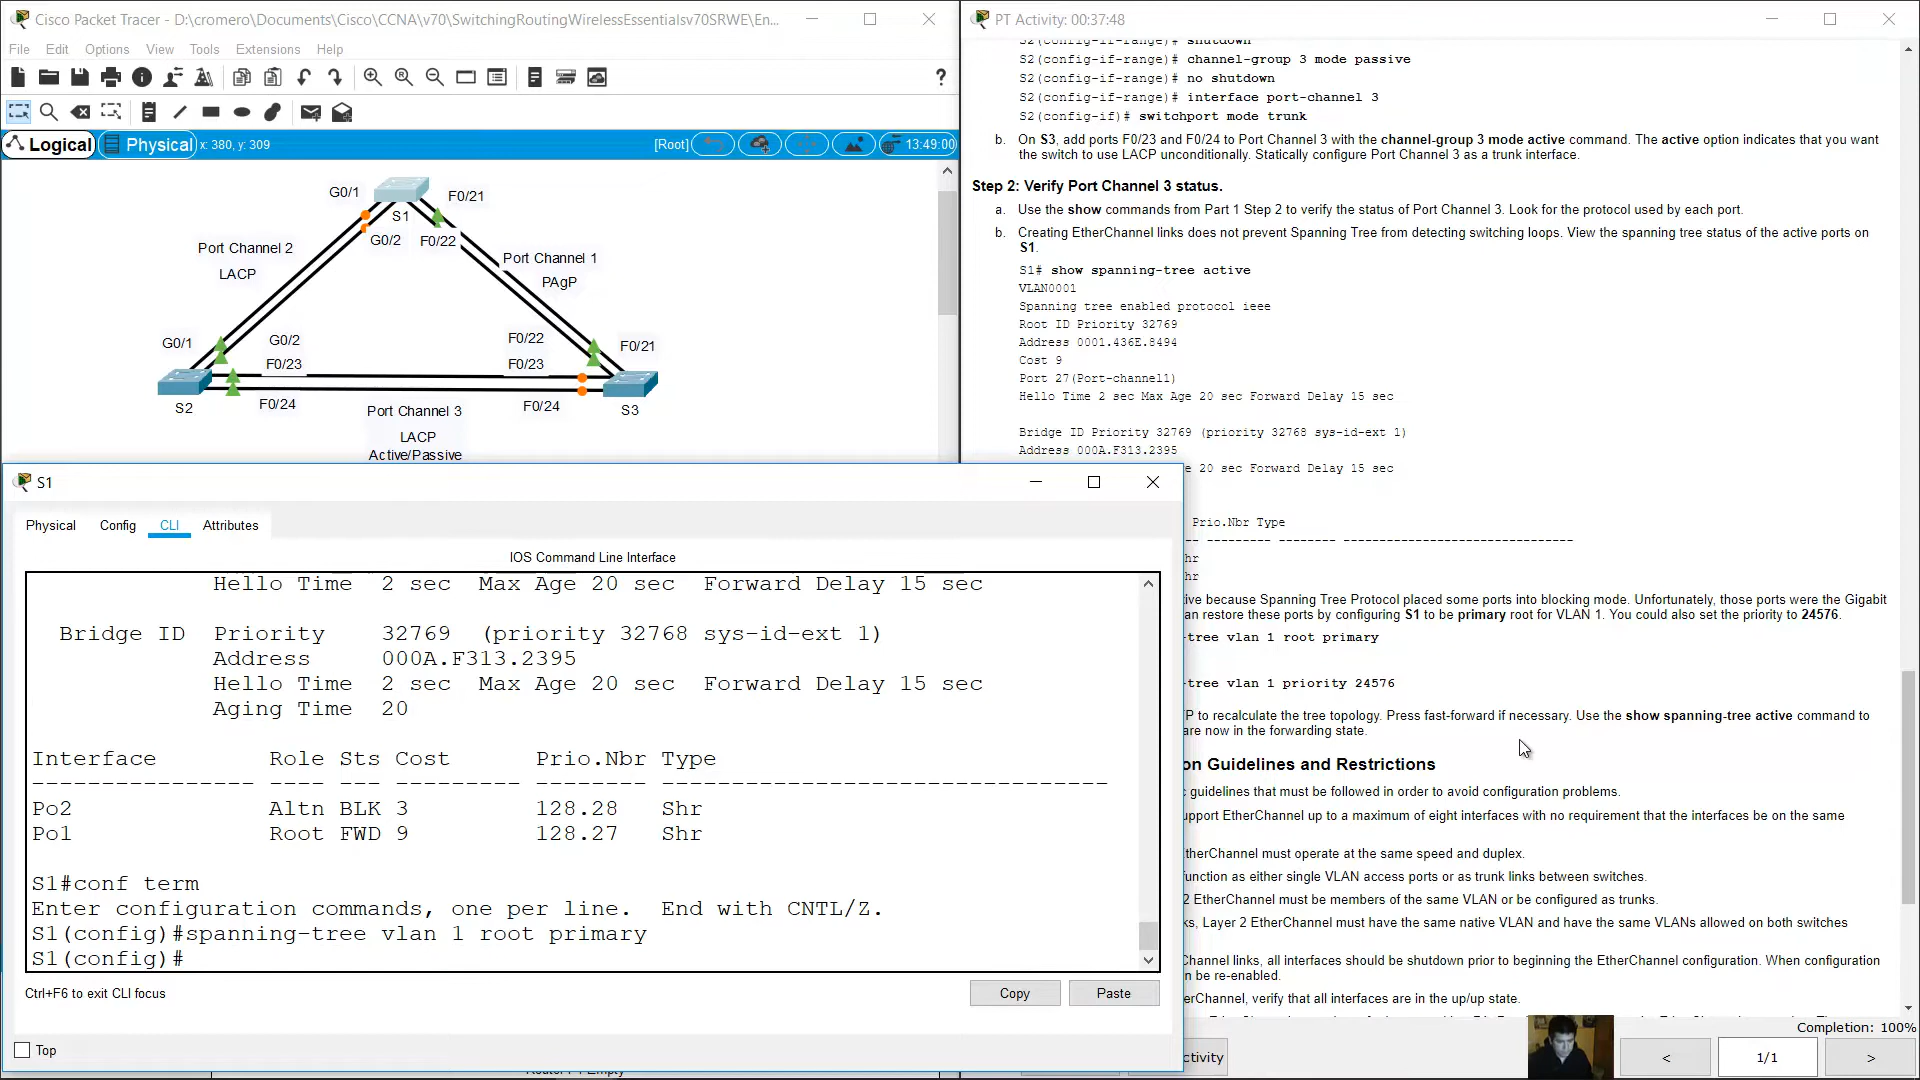 Cisco Packet Tracer - D:\cromero\Documents\Cisco\CCNA\v70\SwitchingRoutingWirelessEssentialsv70SRWE\En...
File Edit Options View Tools Extensions Help
?
Logical Physical x: 380, y: 309
[Root] 13:49:00
G0/1
F0/21
S1
G0/2
F0/22
Port Channel 2
LACP
Port Channel 1
PAgP
G0/1
G0/2
F0/22
F0/21
F0/23
F0/23
S2
S3
F0/24
F0/24
Port Channel 3
LACP
Active/Passive
S1
Physical Config CLI Attributes
IOS Command Line Interface
Hello Time 2 sec Max Age 20 sec Forward Delay 15 sec
Bridge ID Priority 32769 (priority 32768 sys-id-ext 1)
Address 000A.F313.2395
Hello Time 2 sec Max Age 20 sec Forward Delay 15 sec
Aging Time 20
Interface Role Sts Cost Prio.Nbr Type
---------------- ---- --- --------- -------- --------------------------------
Po2 Altn BLK 3 128.28 Shr
Po1 Root FWD 9 128.27 Shr
S1#conf term
Enter configuration commands, one per line. End with CNTL/Z.
S1(config)#spanning-tree vlan 1 root primary
S1(config)#
Ctrl+F6 to exit CLI focus
Copy Paste
Top
PT Activity: 00:37:48
S2(config-if-range)# shutdown
S2(config-if-range)# channel-group 3 mode passive
S2(config-if-range)# no shutdown
S2(config-if-range)# interface port-channel 3
S2(config-if)# switchport mode trunk
b. On S3, add ports F0/23 and F0/24 to Port Channel 3 with the channel-group 3 mode active command. The active option indicates that you want
the switch to use LACP unconditionally. Statically configure Port Channel 3 as a trunk interface.
Step 2: Verify Port Channel 3 status.
a. Use the show commands from Part 1 Step 2 to verify the status of Port Channel 3. Look for the protocol used by each port.
b. Creating EtherChannel links does not prevent Spanning Tree from detecting switching loops. View the spanning tree status of the active ports on
S1.
S1# show spanning-tree active
VLAN0001
Spanning tree enabled protocol ieee
Root ID Priority 32769
Address 0001.436E.8494
Cost 9
Port 27(Port-channel1)
Hello Time 2 sec Max Age 20 sec Forward Delay 15 sec
Bridge ID Priority 32769 (priority 32768 sys-id-ext 1)
Address 000A.F313.2395
e 20 sec Forward Delay 15 sec
Prio.Nbr Type
-- --------- -------- --------------------------------
hr
hr
ve because Spanning Tree Protocol placed some ports into blocking mode. Unfortunately, those ports were the Gigabit
an restore these ports by configuring S1 to be primary root for VLAN 1. You could also set the priority to 24576.
-tree vlan 1 root primary
-tree vlan 1 priority 24576
P to recalculate the tree topology. Press fast-forward if necessary. Use the show spanning-tree active command to
are now in the forwarding state.
on Guidelines and Restrictions
c guidelines that must be followed in order to avoid configuration problems.
upport EtherChannel up to a maximum of eight interfaces with no requirement that the interfaces be on the same
therChannel must operate at the same speed and duplex.
function as either single VLAN access ports or as trunk links between switches.
2 EtherChannel must be members of the same VLAN or be configured as trunks.
ks, Layer 2 EtherChannel must have the same native VLAN and have the same VLANs allowed on both switches
Channel links, all interfaces should be shutdown prior to beginning the EtherChannel configuration. When configuration
n be re-enabled.
erChannel, verify that all interfaces are in the up/up state.
Completion: 100%
ctivity
< 1/1 >